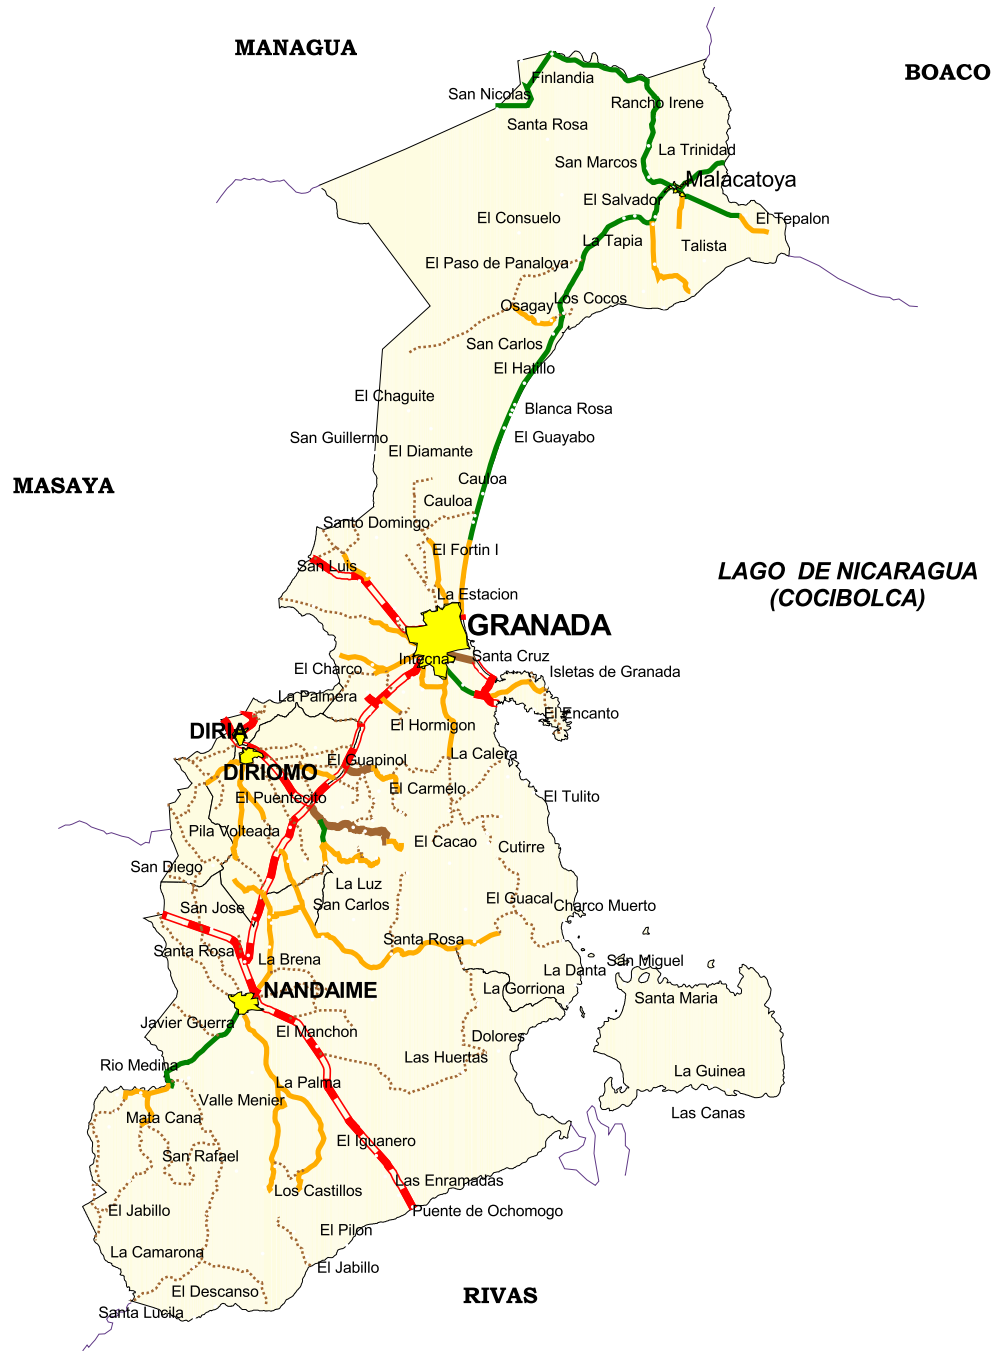 MANAGUA
BOACO
Finlandia
San Nicolas
Rancho Irene
Santa Rosa
La Trinidad
San Marcos
Malacatoya
El Salvador
El Consuelo
El Tepalon
La Tapia
Talista
El Paso de Panaloya
Osagay
Los Cocos
San Carlos
El Hatillo
El Chaguite
Blanca Rosa
San Guillermo
El Guayabo
El Diamante
MASAYA
Cauloa
Cauloa
Santo Domingo
El Fortin I
San Luis
LAGO DE NICARAGUA
(COCIBOLCA)
La Estacion
GRANADA
Intecna
Santa Cruz
El Charco
Isletas de Granada
La Palmera
El Encanto
El Hormigon
DIRIA
La Calera
El Guapinol
DIRIOMO
El Carmelo
El Puentecito
El Tulito
Pila Volteada
El Cacao
Cutirre
San Diego
La Luz
El Guacal
San Jose
San Carlos
Charco Muerto
Santa Rosa
Santa Rosa
La Brena
San Miguel
La Danta
NANDAIME
La Gorriona
Santa Maria
Javier Guerra
El Manchon
Dolores
Las Huertas
Rio Medina
La Guinea
La Palma
Valle Menier
Mata Cana
Las Canas
El Iguanero
San Rafael
Las Enramadas
Los Castillos
El Jabillo
Puente de Ochomogo
El Pilon
La Camarona
El Jabillo
El Descanso
RIVAS
Santa Lucila